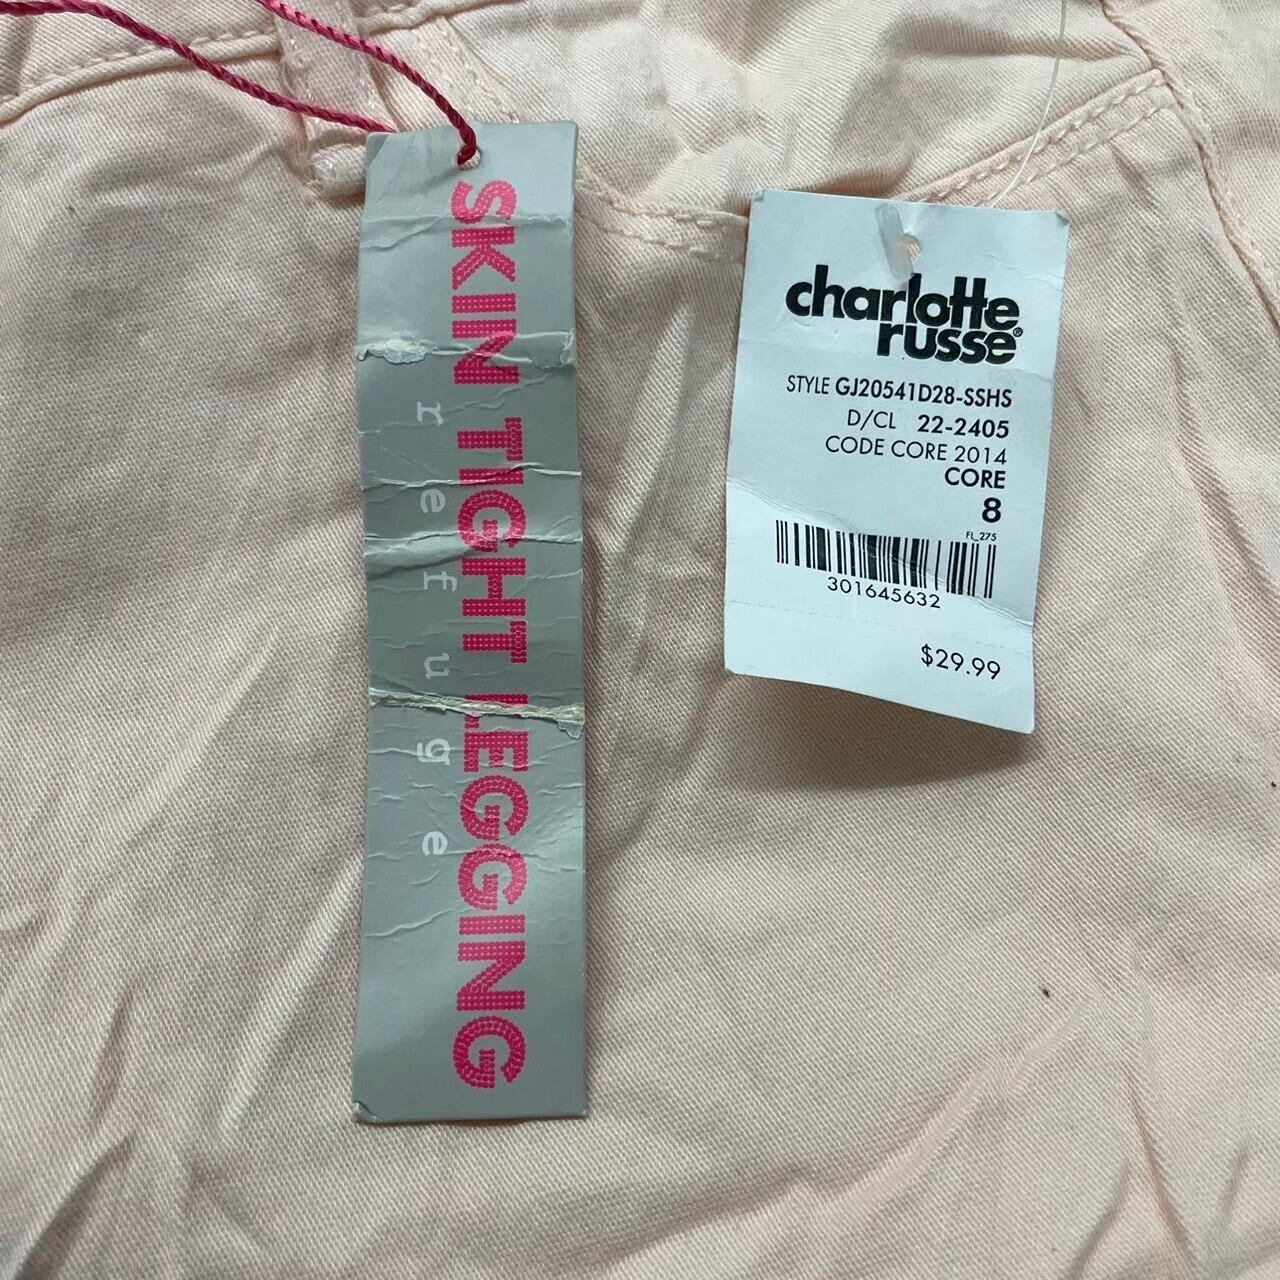 SKIN TIGHT LEGGING
refuge
charlotte
russe®
STYLE GJ20541D28-SSHS
D/CL 22-2405
CODE CORE 2014
CORE
8
FL_275
301645632
$29.99